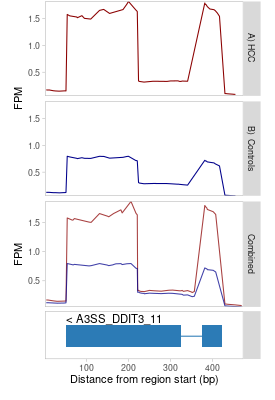 1.5
1.0
0.5
FPM
A) HCC
1.5
1.0
0.5
B) Controls
1.5
1.0
0.5
FPM
Combined
< A3SS_DDIT3_11
100 200 300 400
Distance from region start (bp)